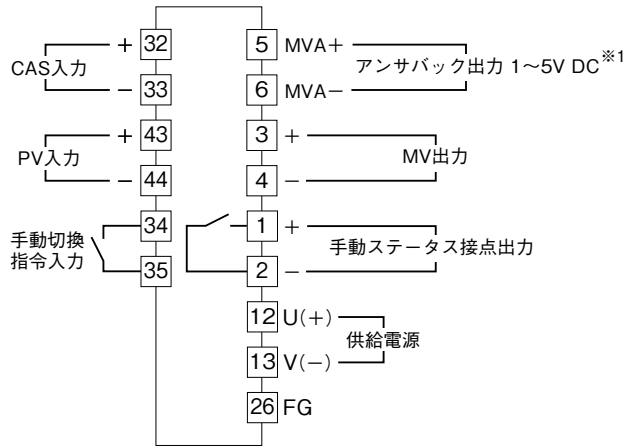 CAS入力
+ 32
− 33
PV入力
+ 43
− 44
手動切換
指令入力
34
35
5 MVA+
6 MVA−
アンサバック出力 1～5V DC※1
3 +
4 −
MV出力
1 +
2 −
手動ステータス接点出力
12 U(+)
13 V(−)
供給電源
26 FG